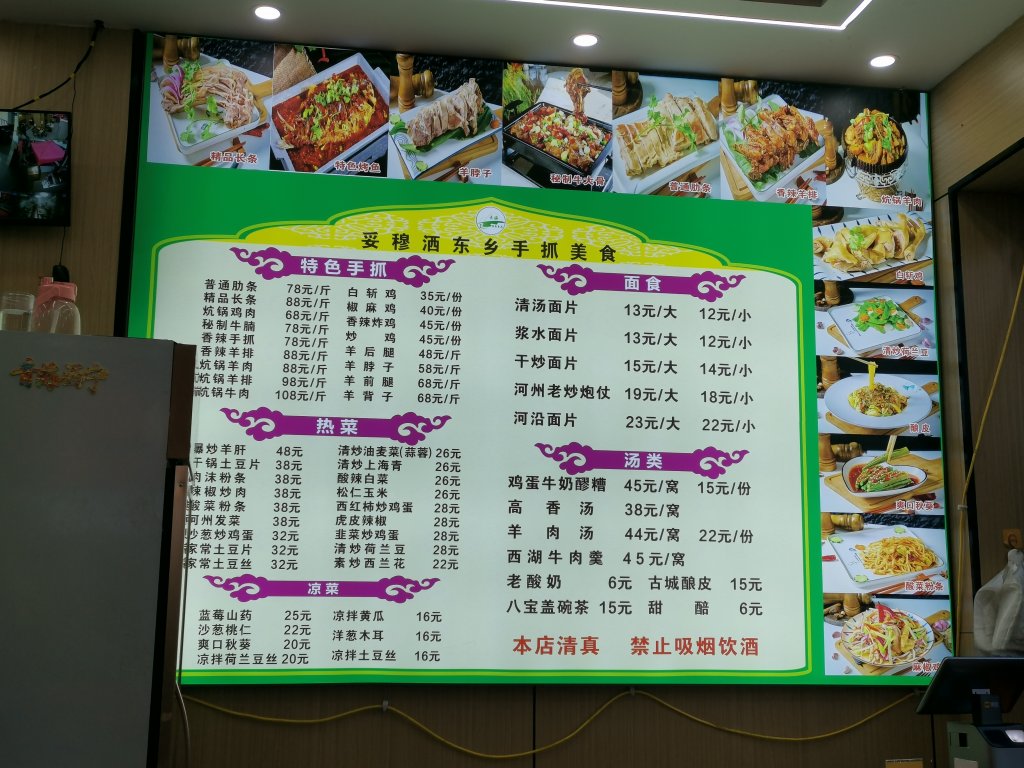 精品长条
特色烤鱼
羊脖子
秘制牛大骨
普通肋条
香辣羊排
炕锅羊肉
妥穆洒东乡手抓美食
特色手抓
普通肋条 78元/斤 白斩鸡 35元/份
精品长条 88元/斤 椒麻鸡 40元/份
炕锅鸡肉 68元/斤 香辣炸鸡 45元/份
秘制牛腩 78元/斤 炒鸡 45元/份
香辣手抓 78元/斤 羊后腿 48元/斤
香辣羊排 88元/斤 羊脖子 58元/斤
炕锅羊肉 88元/斤 羊前腿 68元/斤
炕锅羊排 98元/斤 羊背子 68元/斤
炕锅牛肉 108元/斤
热菜
爆炒羊肝 48元 清炒油麦菜(蒜蓉) 26元
干锅土豆片 38元 清炒上海青 26元
肉沫粉条 38元 酸辣白菜 26元
辣椒炒肉 38元 松仁玉米 26元
酸菜粉条 38元 西红柿炒鸡蛋 28元
河州发菜 38元 虎皮辣椒 28元
沙葱炒鸡蛋 32元 韭菜炒鸡蛋 28元
家常土豆片 32元 清炒荷兰豆 28元
家常土豆丝 32元 素炒西兰花 22元
凉菜
蓝莓山药 25元 凉拌黄瓜 16元
沙葱桃仁 22元 洋葱木耳 16元
爽口秋葵 20元 凉拌土豆丝 16元
凉拌荷兰豆丝 20元
面食
清汤面片 13元/大 12元/小
浆水面片 13元/大 12元/小
干炒面片 15元/大 14元/小
河州老炒炮仗 19元/大 18元/小
河沿面片 23元/大 22元/小
汤类
鸡蛋牛奶醪糟 45元/窝 15元/份
高香汤 38元/窝
羊肉汤 44元/窝 22元/份
西湖牛肉羹 45元/窝
老酸奶 6元 古城酿皮 15元
八宝盖碗茶 15元 甜醅 6元
本店清真 禁止吸烟饮酒
白斩鸡
清炒荷兰豆
酿皮
爽口秋葵
酸菜粉条
麻椒鸡